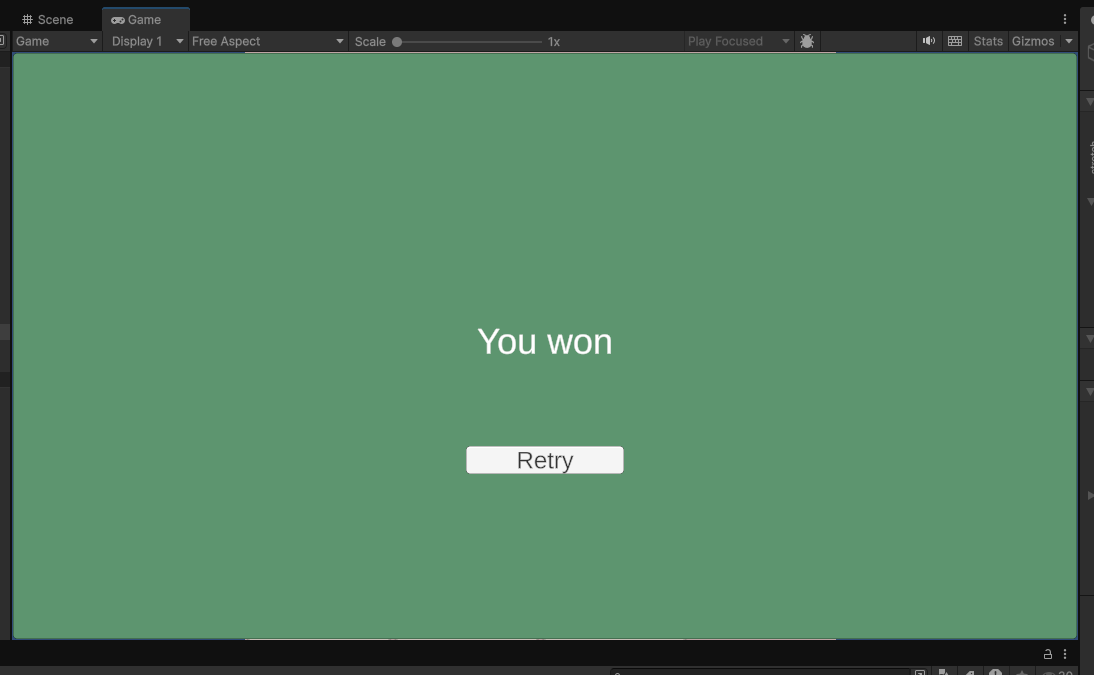 Scene Game
Game Display 1 Free Aspect Scale 1x Play Focused Stats Gizmos
You won
Retry